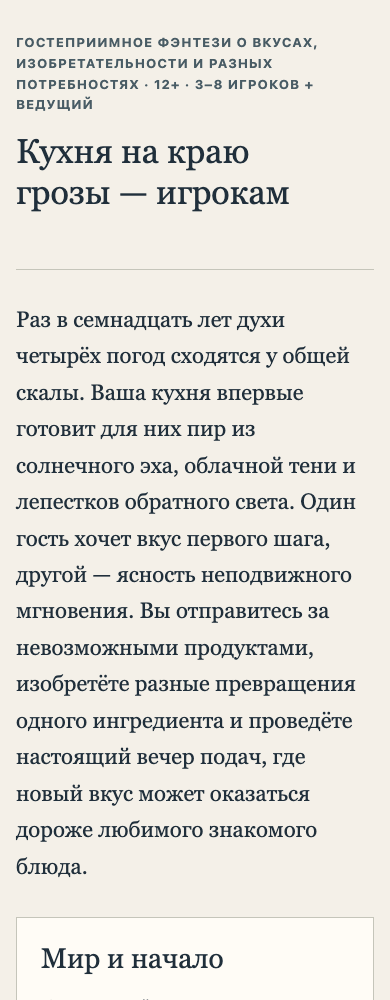 ГОСТЕПРИИМНОЕ ФЭНТЕЗИ О ВКУСАХ,
ИЗОБРЕТАТЕЛЬНОСТИ И РАЗНЫХ
ПОТРЕБНОСТЯХ · 12+ · 3–8 ИГРОКОВ +
ВЕДУЩИЙ
Кухня на краю
грозы — игрокам
Раз в семнадцать лет духи
четырёх погод сходятся у общей
скалы. Ваша кухня впервые
готовит для них пир из
солнечного эха, облачной тени и
лепестков обратного света. Один
гость хочет вкус первого шага,
другой — ясность неподвижного
мгновения. Вы отправитесь за
невозможными продуктами,
изобретёте разные превращения
одного ингредиента и проведёте
настоящий вечер подач, где
новый вкус может оказаться
дороже любимого знакомого
блюда.
Мир и начало